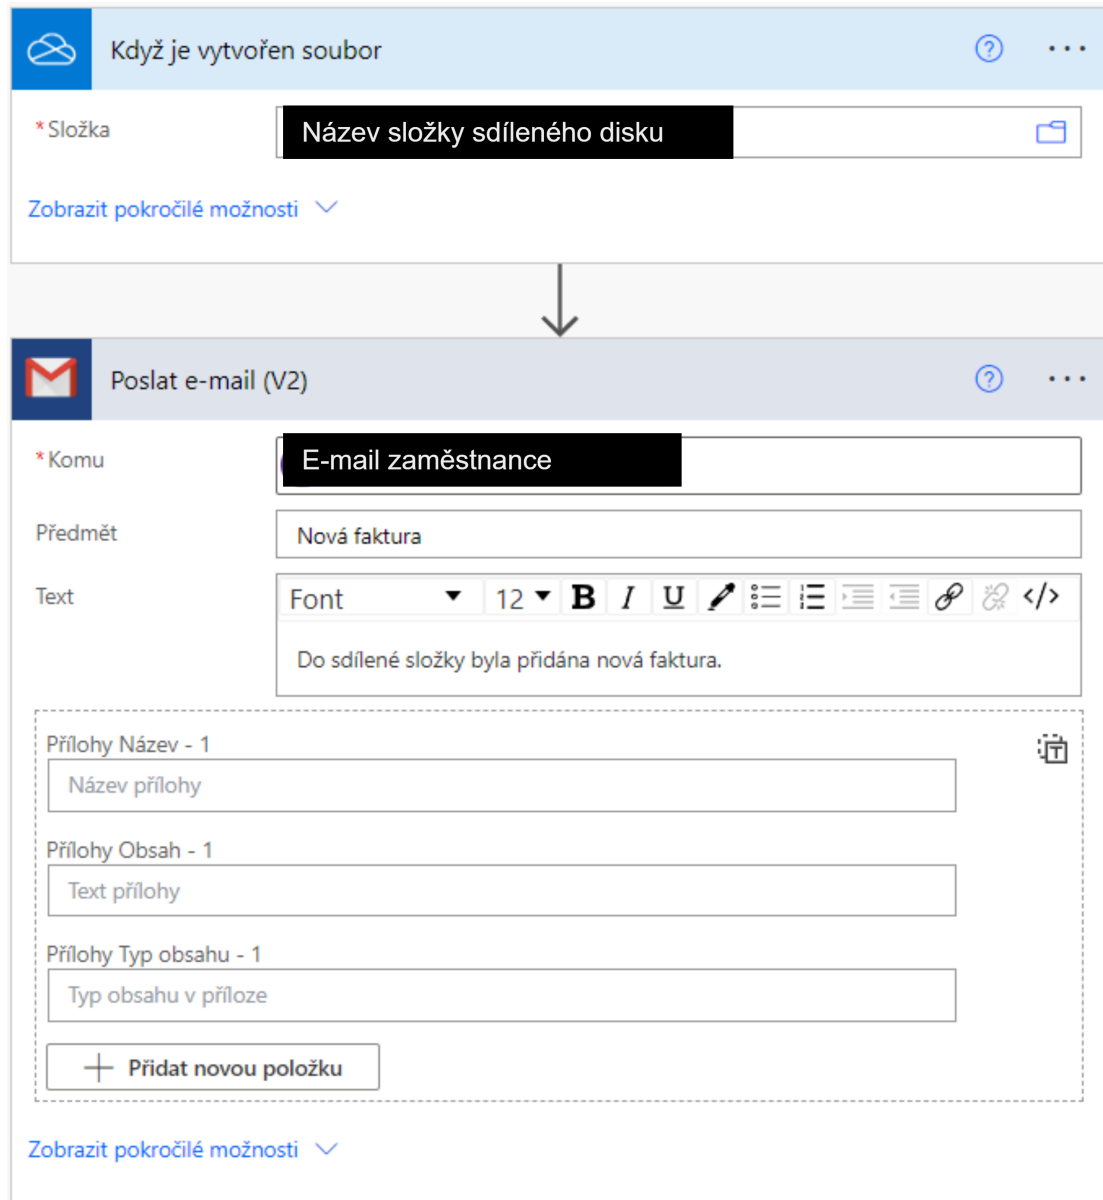 Když je vytvořen soubor
* Složka
Název složky sdíleného disku
Zobrazit pokročilé možnosti
Poslat e-mail (V2)
* Komu
E-mail zaměstnance
Předmět
Nová faktura
Text
Font 12 B I U </>
Do sdílené složky byla přidána nová faktura.
Přílohy Název - 1
Název přílohy
Přílohy Obsah - 1
Text přílohy
Přílohy Typ obsahu - 1
Typ obsahu v příloze
Přidat novou položku
Zobrazit pokročilé možnosti